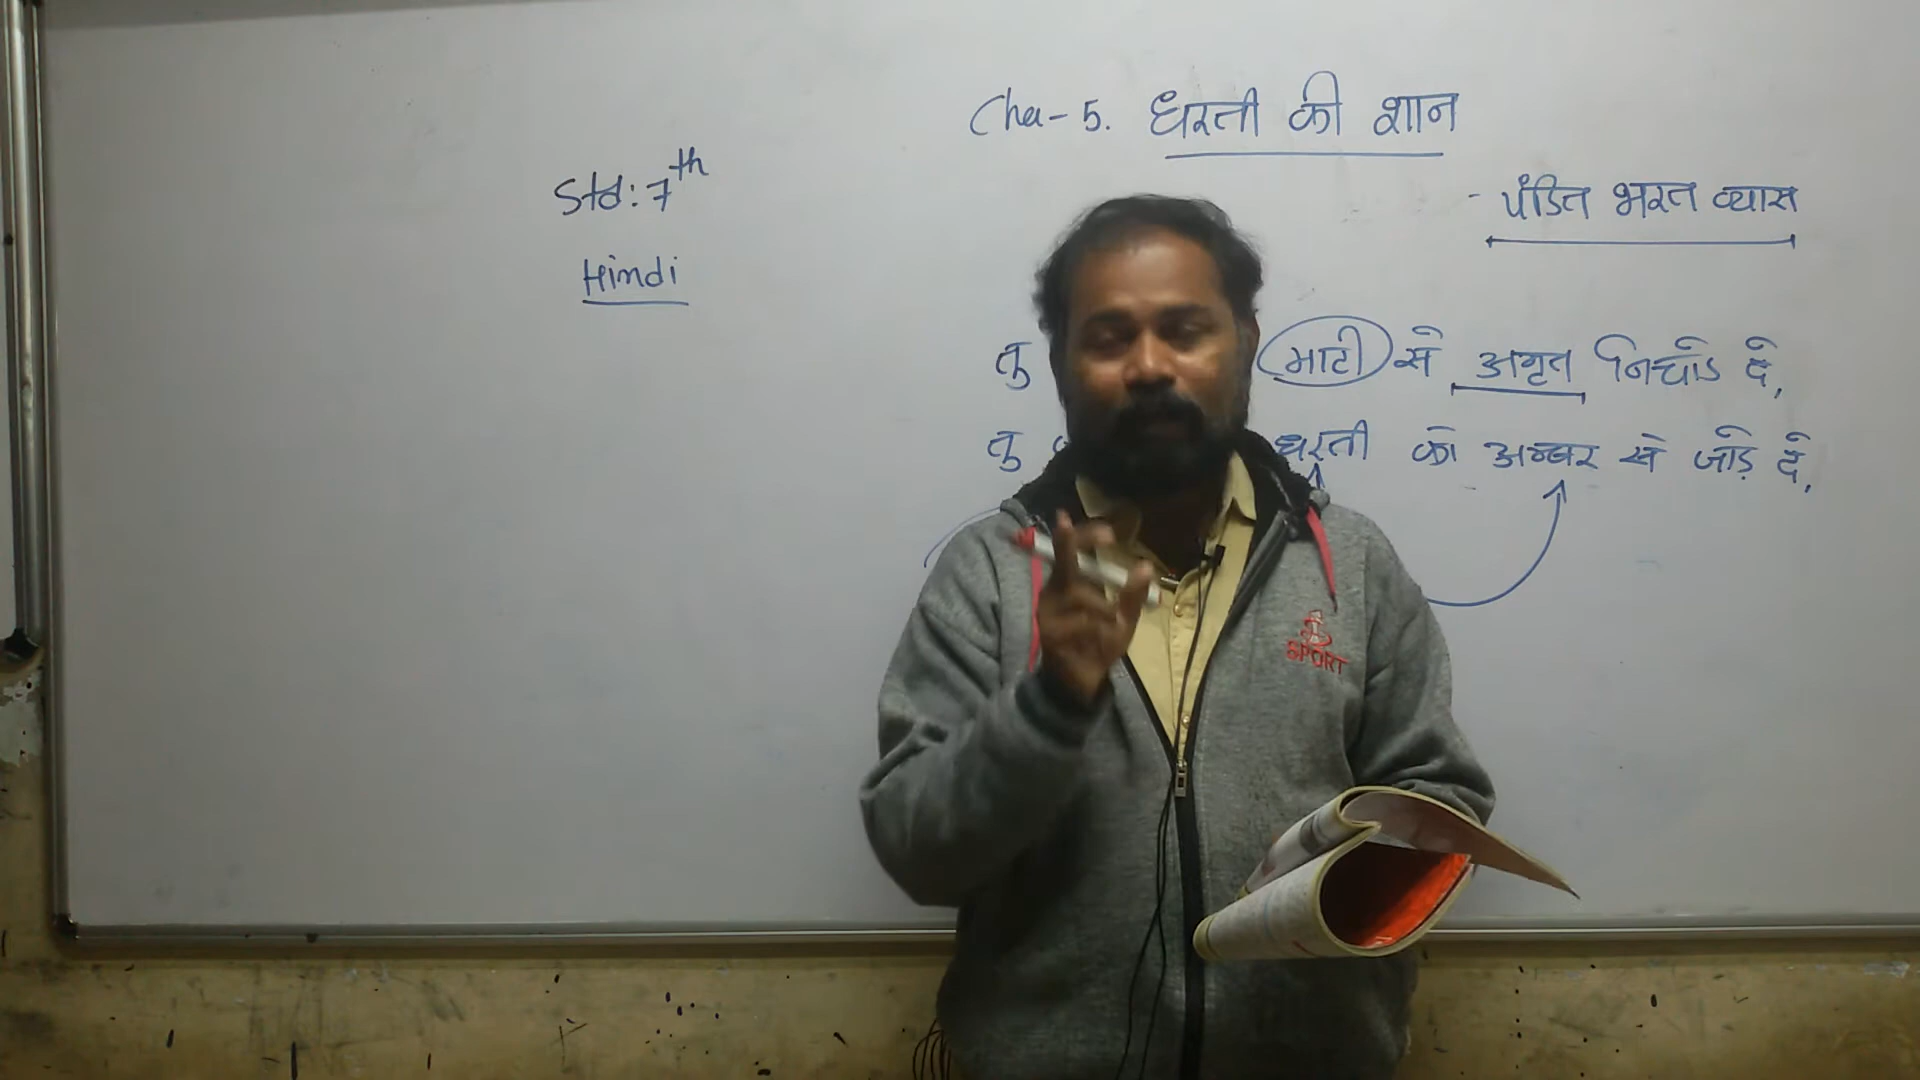 Cha-5. धरती की शान
Std: 7th
- पंडित भरत व्यास
Hindi
तु माटी से अमृत निचोड दे,
तु धरती को अम्बर से जोड़ दे,
SPORT